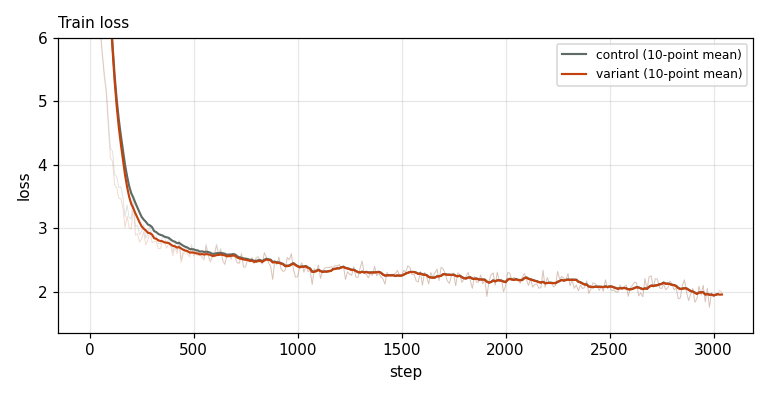 Train loss
6
5
4
3
2
loss
control (10-point mean)
variant (10-point mean)
0
500
1000
1500
2000
2500
3000
step